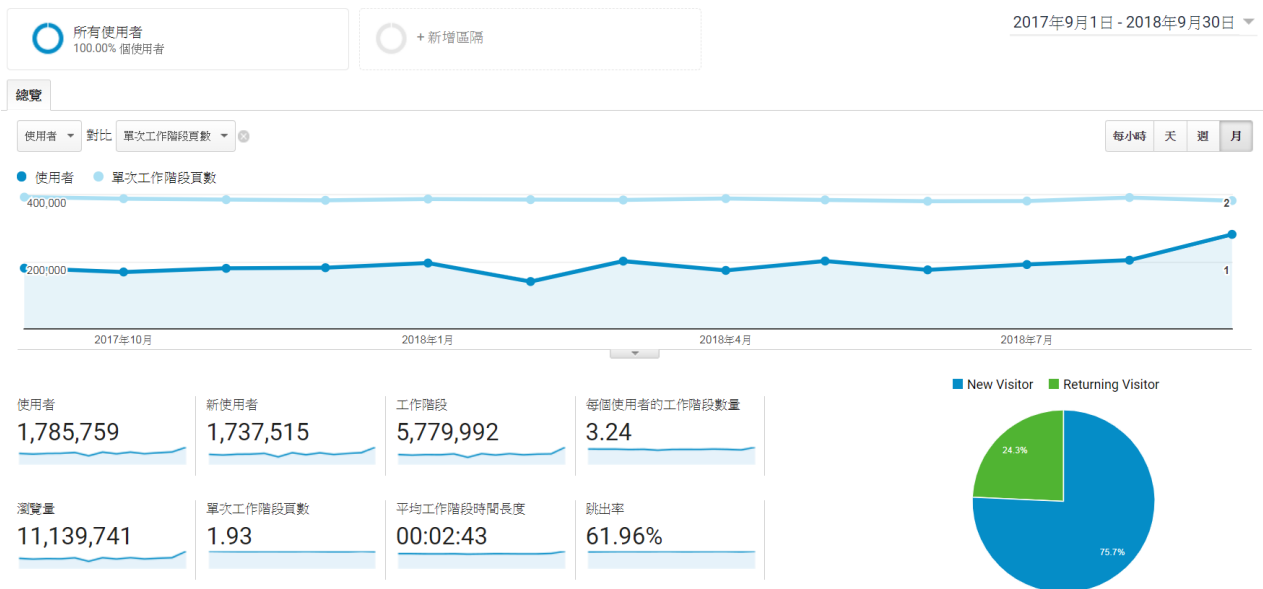 所有使用者
100.00% 個使用者
+ 新增區隔
2017年9月1日 - 2018年9月30日
總覽
使用者 對比 單次工作階段頁數
每小時 天 週 月
使用者 單次工作階段頁數
400,000 2
200,000 1
2017年10月 2018年1月 2018年4月 2018年7月
New Visitor Returning Visitor
使用者 新使用者 工作階段 每個使用者的工作階段數量
1,785,759 1,737,515 5,779,992 3.24
24.3%
瀏覽量 單次工作階段頁數 平均工作階段時間長度 跳出率
11,139,741 1.93 00:02:43 61.96%
75.7%